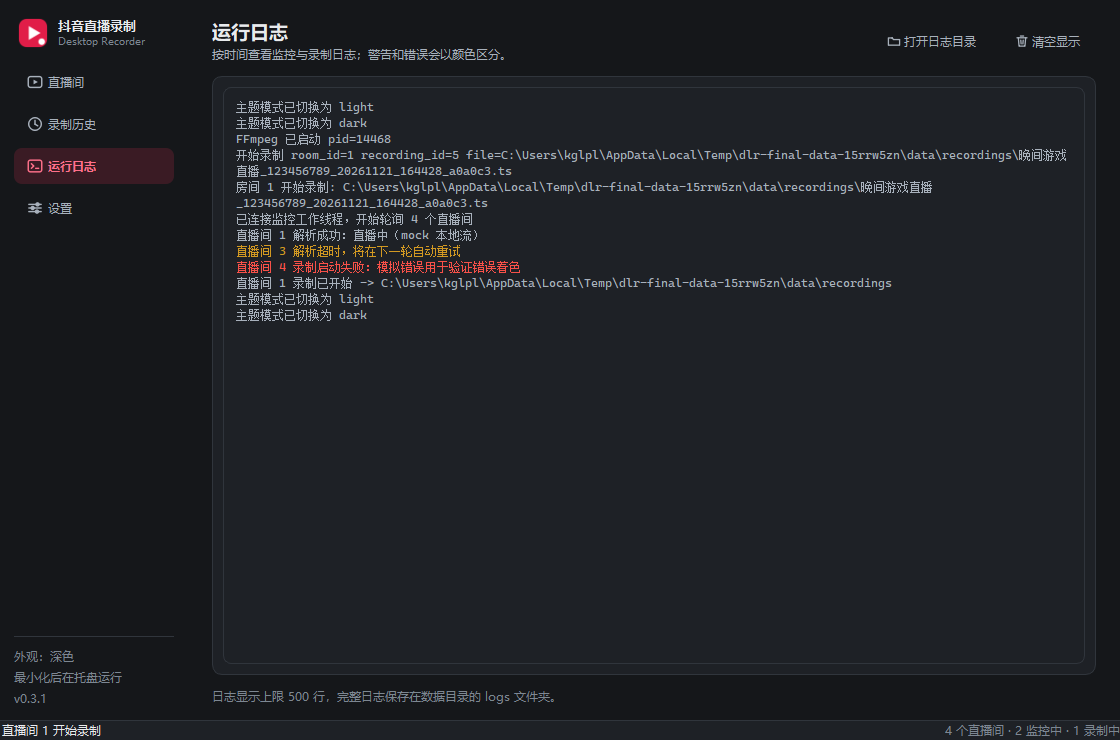 抖音直播录制
Desktop Recorder
直播间
录制历史
运行日志
设置
外观：深色
最小化后在托盘运行
v0.3.1
运行日志
按时间查看监控与录制日志；警告和错误会以颜色区分。
打开日志目录
清空显示
主题模式已切换为 light
主题模式已切换为 dark
FFmpeg 已启动 pid=14468
开始录制 room_id=1 recording_id=5 file=C:\Users\kglpl\AppData\Local\Temp\dlr-final-data-15rrw5zn\data\recordings\晚间游戏
直播_123456789_20261121_164428_a0a0c3.ts
房间 1 开始录制: C:\Users\kglpl\AppData\Local\Temp\dlr-final-data-15rrw5zn\data\recordings\晚间游戏直播
_123456789_20261121_164428_a0a0c3.ts
已连接监控工作线程，开始轮询 4 个直播间
直播间 1 解析成功：直播中（mock 本地流）
直播间 3 解析超时，将在下一轮自动重试
直播间 4 录制启动失败：模拟错误用于验证错误着色
直播间 1 录制已开始 -> C:\Users\kglpl\AppData\Local\Temp\dlr-final-data-15rrw5zn\data\recordings
主题模式已切换为 light
主题模式已切换为 dark
日志显示上限 500 行，完整日志保存在数据目录的 logs 文件夹。
直播间 1 开始录制
4 个直播间 · 2 监控中 · 1 录制中